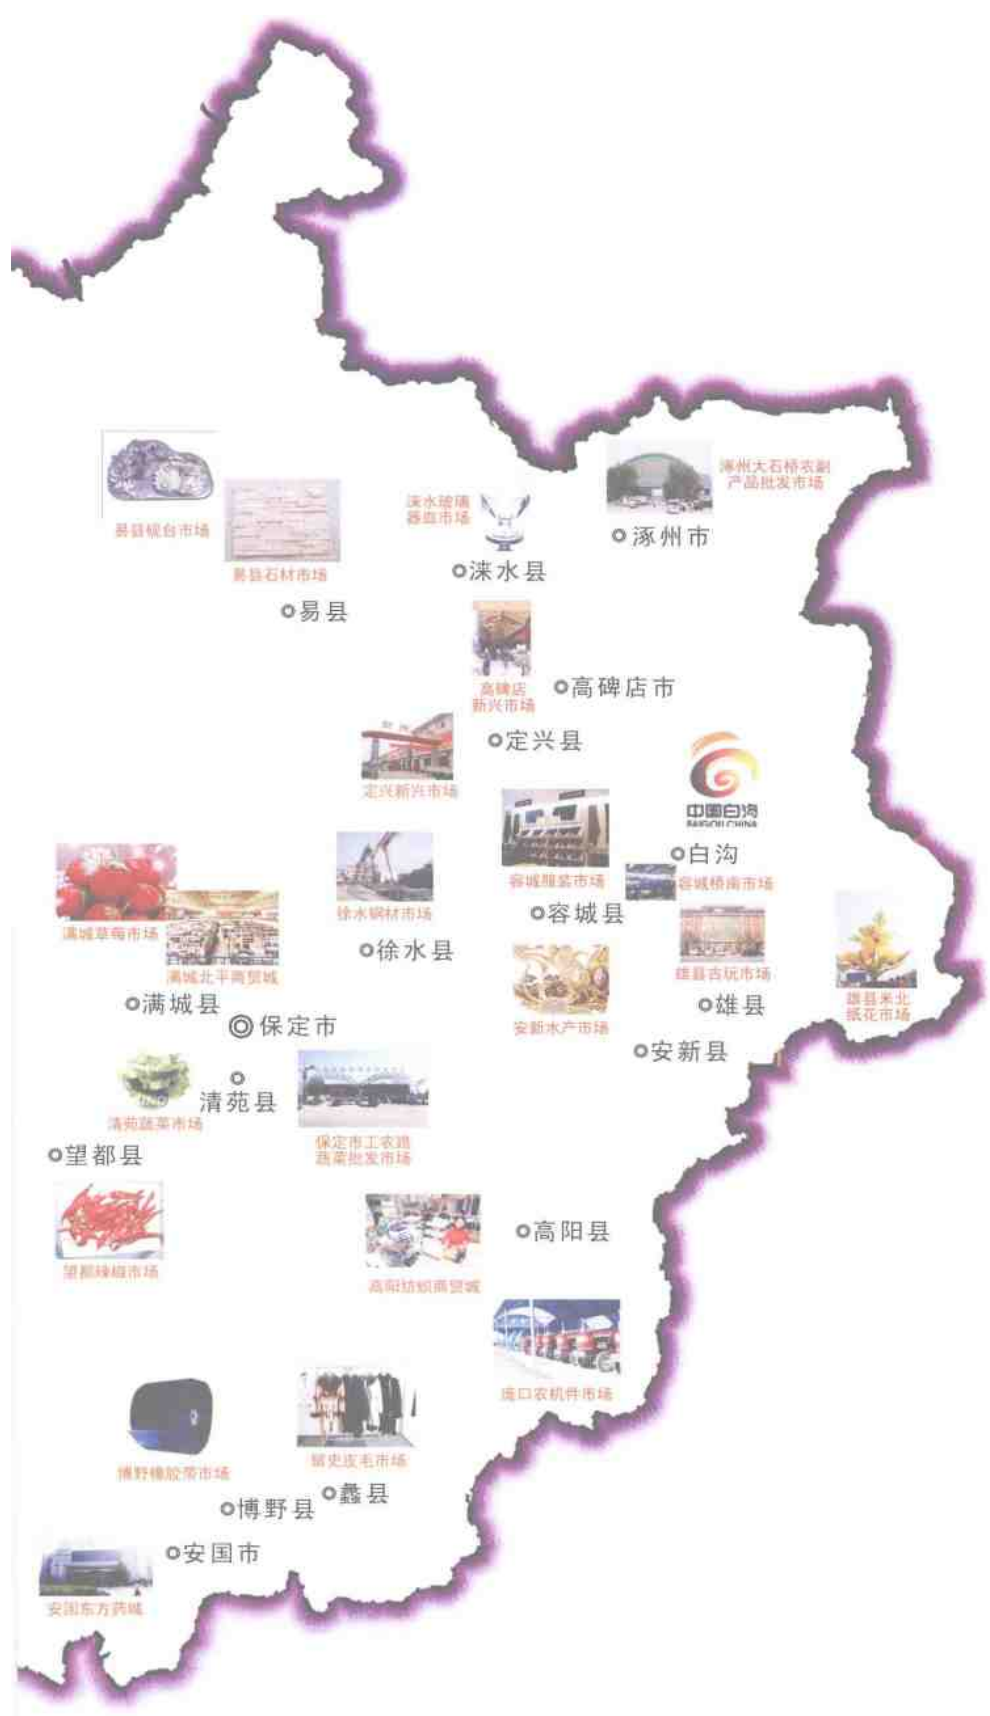 涿州大石桥农副
产品批发市场
涞水玻璃
器皿市场
易县砚台市场
涿州市
易县石材市场
涞水县
易县
高碑店
新兴市场
高碑店市
定兴县
定兴新兴市场
中国白沟
BAIGOU CHINA
白沟
容城服装市场
容城桥南市场
徐水钢材市场
容城县
满城草莓市场
徐水县
满城北平商贸城
雄县古玩市场
满城县
雄县
雄县米北
纸花市场
保定市
安新水产市场
安新县
清苑县
清苑蔬菜市场
保定市工农路
蔬菜批发市场
望都县
望都辣椒市场
高阳县
高阳纺织商贸城
庞口农机件市场
留史皮毛市场
博野橡胶带市场
蠡县
博野县
安国市
安国东方药城